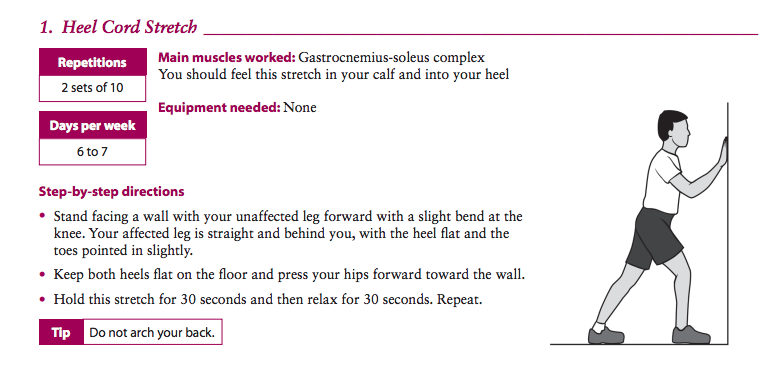 1. Heel Cord Stretch
Repetitions
2 sets of 10
Days per week
6 to 7
Main muscles worked: Gastrocnemius-soleus complex
You should feel this stretch in your calf and into your heel
Equipment needed: None
Step-by-step directions
• Stand facing a wall with your unaffected leg forward with a slight bend at the
knee. Your affected leg is straight and behind you, with the heel flat and the
toes pointed in slightly.
• Keep both heels flat on the floor and press your hips forward toward the wall.
• Hold this stretch for 30 seconds and then relax for 30 seconds. Repeat.
Tip Do not arch your back.